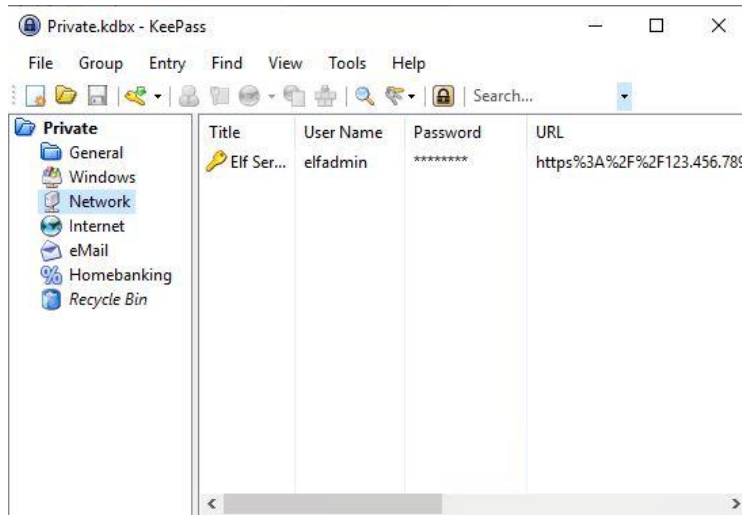 Private.kdbx - KeePass
File Group Entry Find View Tools Help
Search...
Private
General
Windows
Network
Internet
eMail
Homebanking
Recycle Bin
Title User Name Password URL
Elf Ser... elfadmin ******** https%3A%2F%2F123.456.789